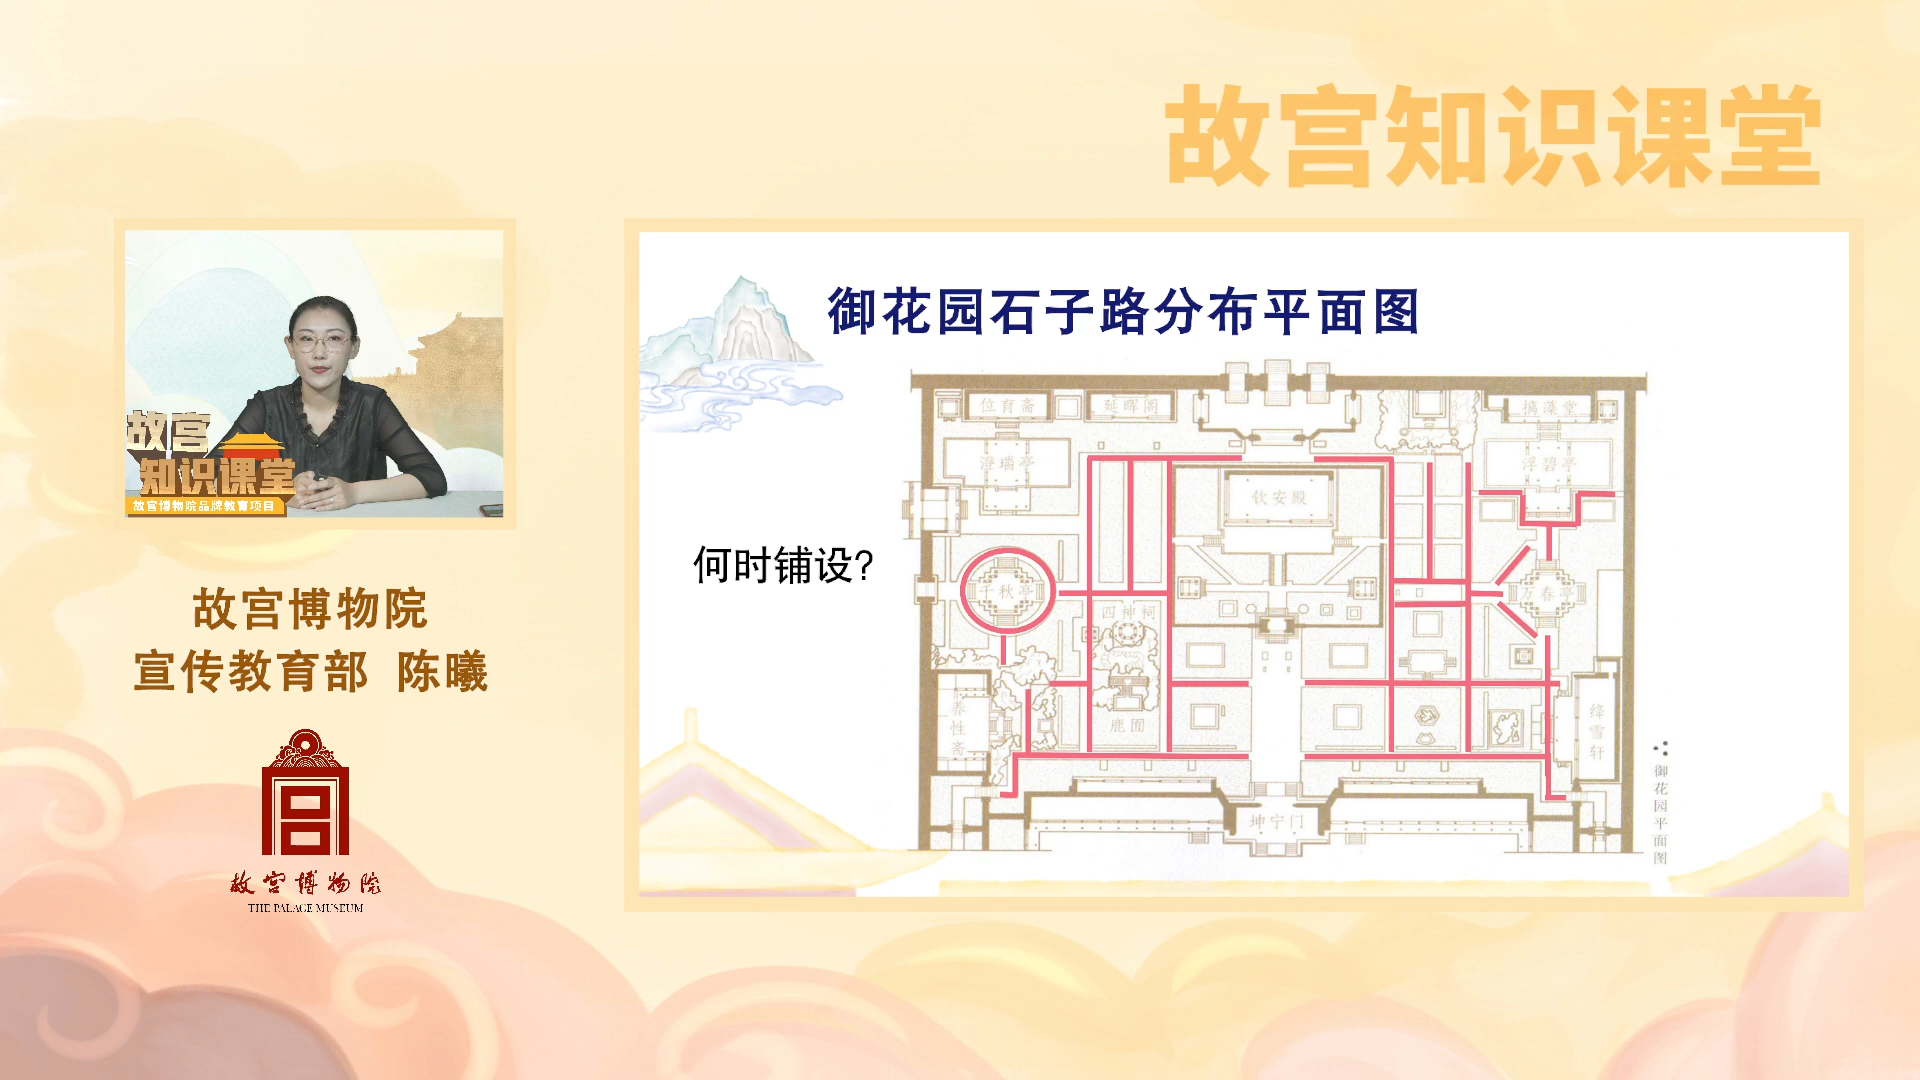 故宫知识课堂
故宫
知识课堂
故宫博物院品牌教育项目
故宫博物院
宣传教育部 陈曦
故宫博物院
THE PALACE MUSEUM
御花园石子路分布平面图
何时铺设?
位育斋
延晖阁
摛藻堂
澄瑞亭
浮碧亭
钦安殿
千秋亭
万春亭
四神祠
养性斋
鹿囿
绛雪轩
坤宁门
御花园平面图